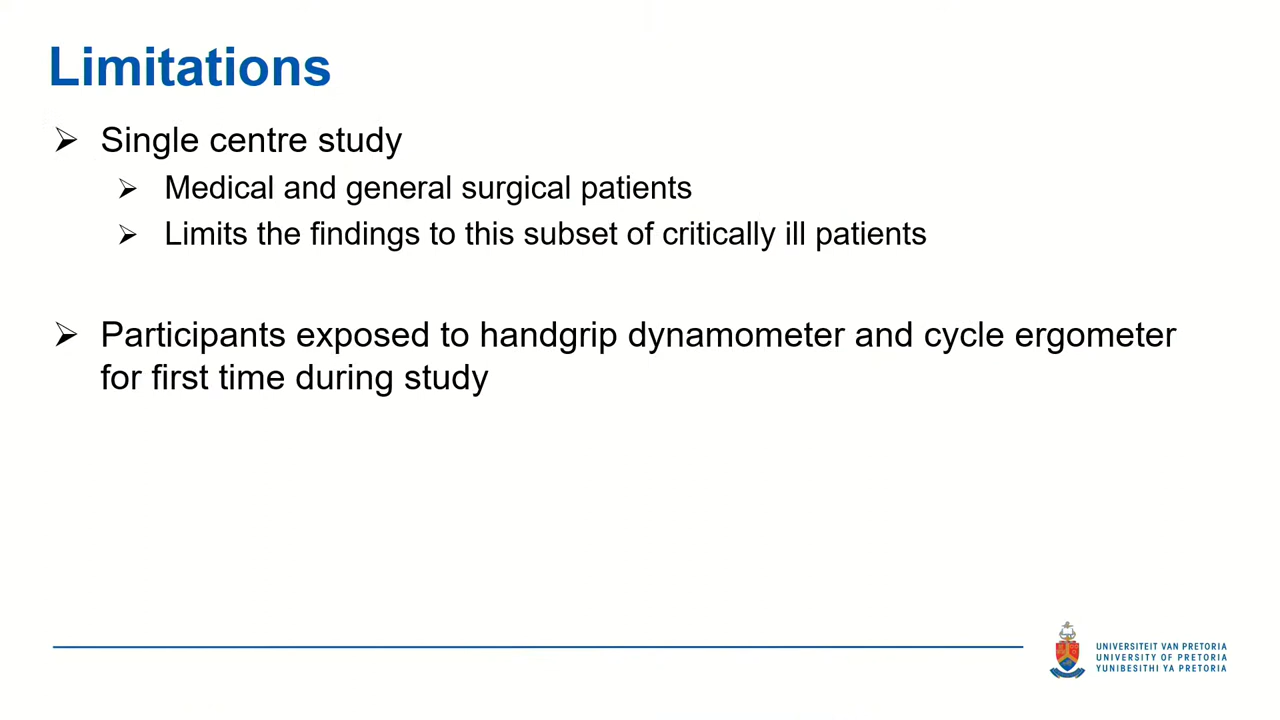 Limitations
Single centre study
Medical and general surgical patients
Limits the findings to this subset of critically ill patients
Participants exposed to handgrip dynamometer and cycle ergometer
for first time during study
UNIVERSITEIT VAN PRETORIA
UNIVERSITY OF PRETORIA
YUNIBESITHI YA PRETORIA